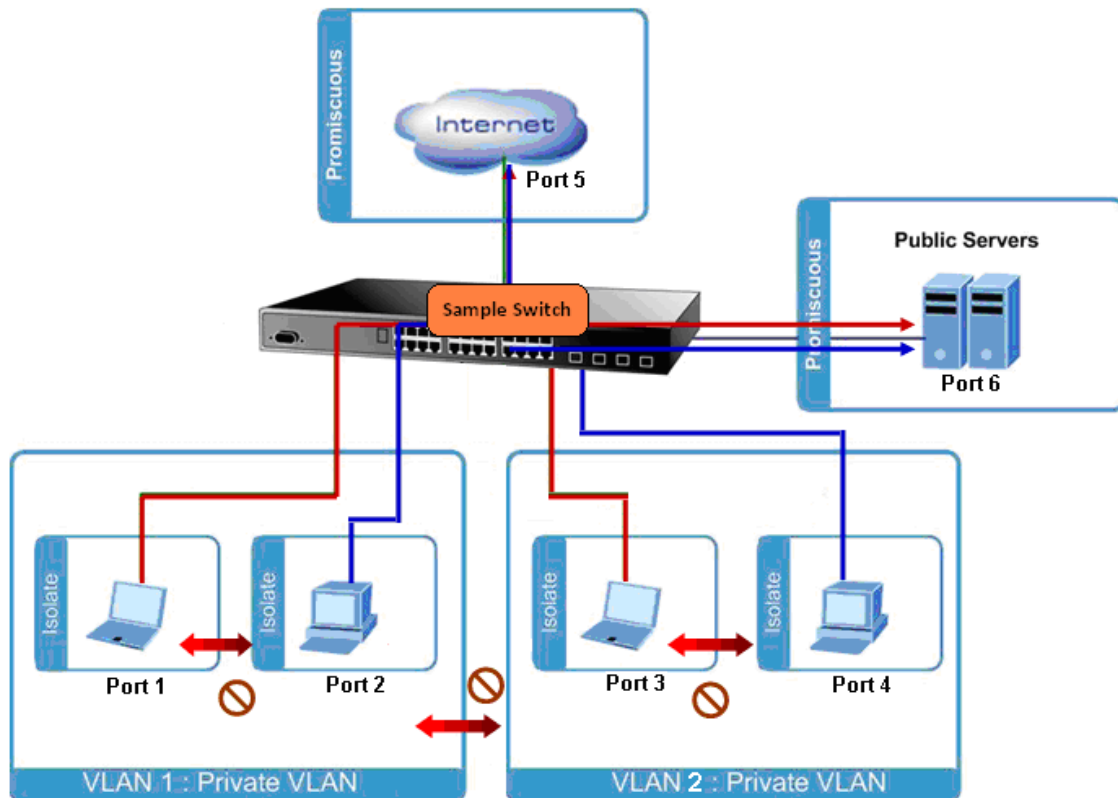 Promiscuous
Internet
Port 5
Promiscuous
Public Servers
Port 6
Sample Switch
Isolate
Port 1
Isolate
Port 2
Isolate
Port 3
Isolate
Port 4
VLAN 1 : Private VLAN
VLAN 2 : Private VLAN